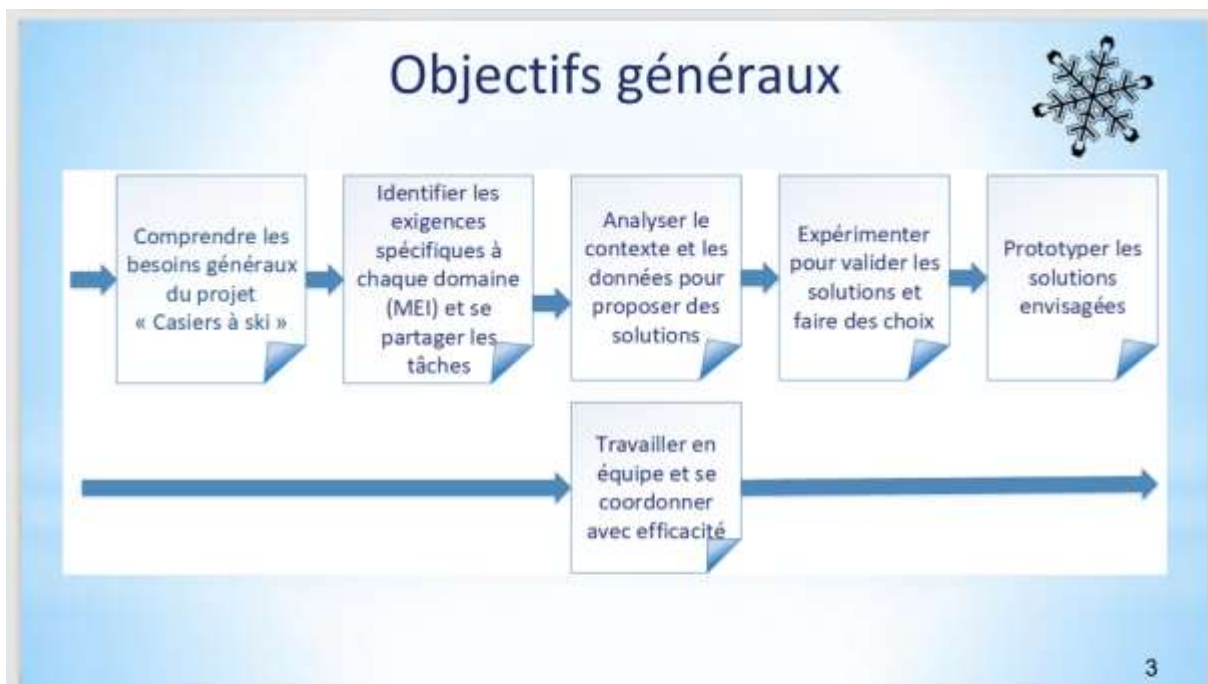 Objectifs généraux
Comprendre les
besoins généraux
du projet
« Casiers à ski »
Identifier les
exigences
spécifiques à
chaque domaine
(MEI) et se
partager les
tâches
Analyser le
contexte et les
données pour
proposer des
solutions
Expérimenter
pour valider les
solutions et
faire des choix
Prototyper les
solutions
envisagées
Travailler en
équipe et se
coordonner
avec efficacité
3